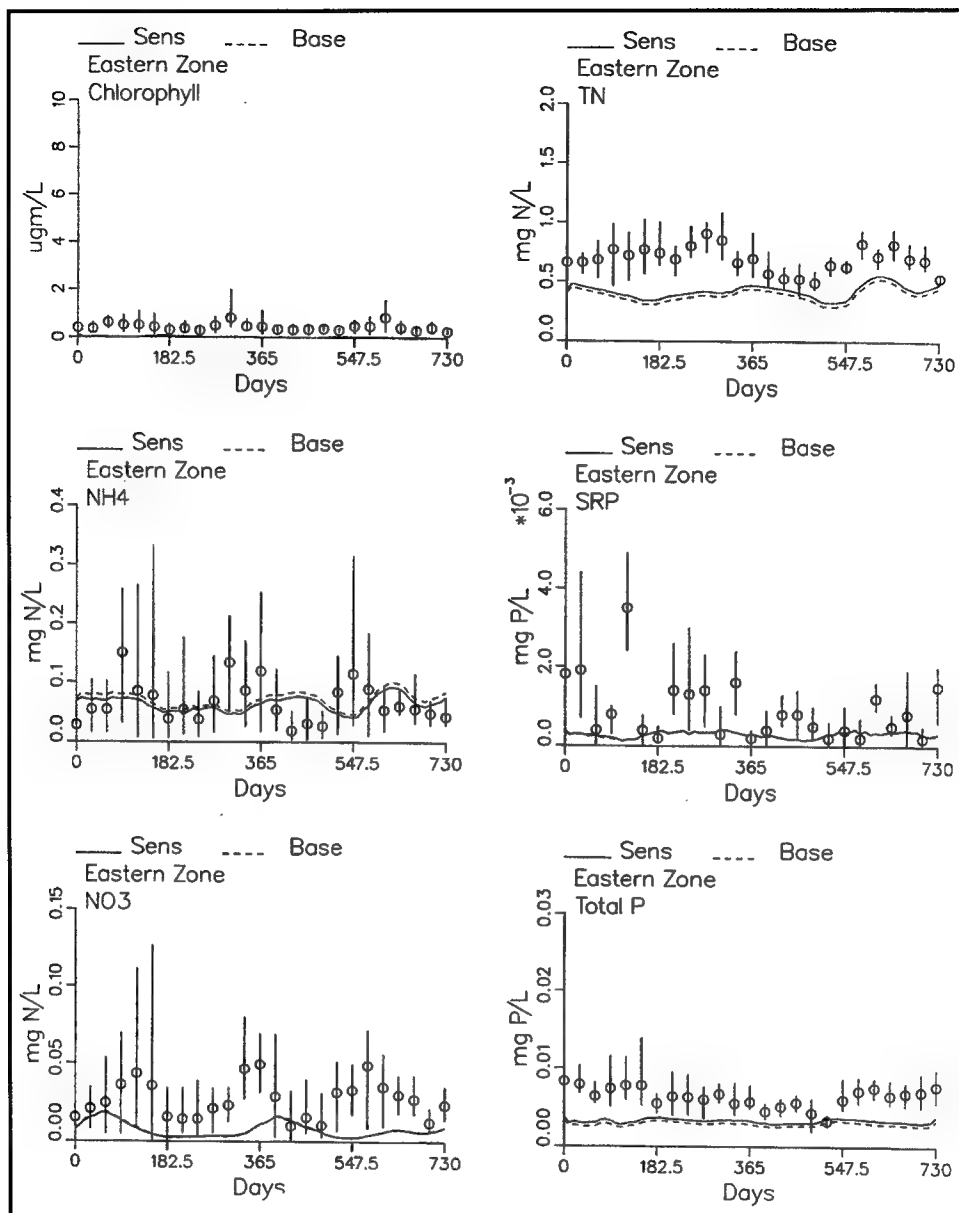 Sens Base
Eastern Zone
Chlorophyll
10
8
6
4
2
0
ugm/L
0 182.5 365 547.5 730
Days
Sens Base
Eastern Zone
TN
2.0
1.5
1.0
0.5
0.0
mg N/L
0 182.5 365 547.5 730
Days
Sens Base
Eastern Zone
NH4
0.4
0.3
0.2
0.1
0.0
mg N/L
0 182.5 365 547.5 730
Days
Sens Base
Eastern Zone
SRP
*10⁻³
6.0
4.0
2.0
0.0
mg P/L
0 182.5 365 547.5 730
Days
Sens Base
Eastern Zone
NO3
0.15
0.10
0.05
0.00
mg N/L
0 182.5 365 547.5 730
Days
Sens Base
Eastern Zone
Total P
0.03
0.02
0.01
0.00
mg P/L
0 182.5 365 547.5 730
Days